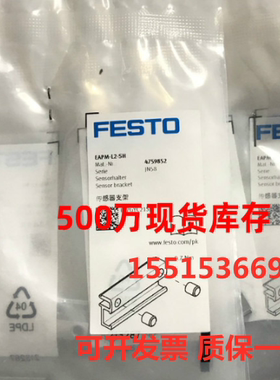 FESTO
EAPM-L2-SH
Mat.-Nr.
4759852
Serie
JN58
Sensorhalter
Sensor bracket
传感器支架
500万现货库存
155153669
www.festo.com/pk
04
LDPE
可开发票 质保一